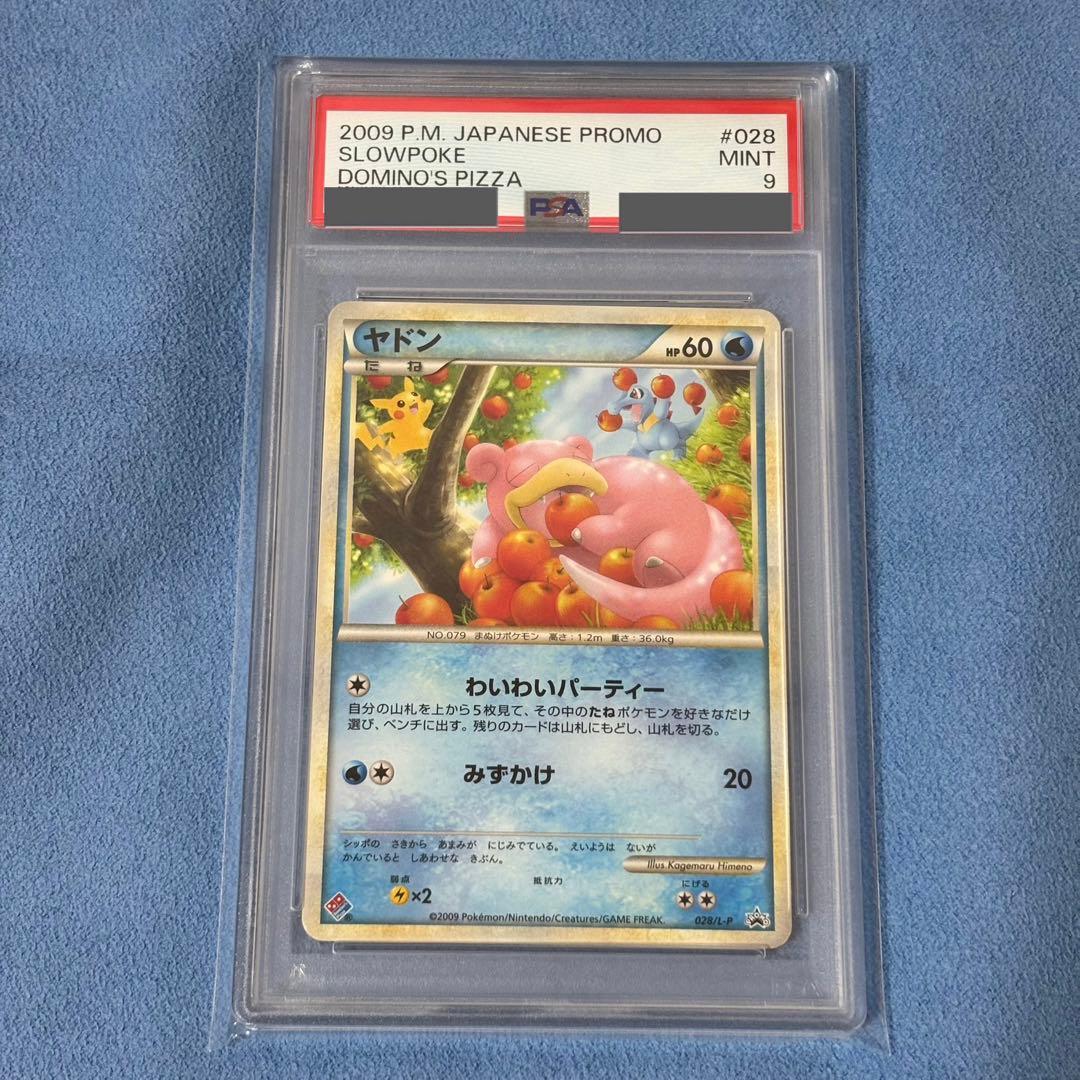 2009 P.M. JAPANESE PROMO #028
SLOWPOKE MINT
DOMINO'S PIZZA 9
PSA
ヤドン HP60
たね
NO.079 まぬけポケモン 高さ:1.2m 重さ:36.0kg
わいわいパーティー
自分の山札を上から5枚見て、その中のたねポケモンを好きなだけ
選び、ベンチに出す。残りのカードは山札にもどし、山札を切る。
みずかけ 20
シッポの さきから あまみが にじみでている。 えいようは ないが
かんでいると しあわせな きぶん。
Illus. Kagemaru Himeno
弱点 抵抗力 にげる
×2
©2009 Pokémon/Nintendo/Creatures/GAME FREAK. 028/L-P